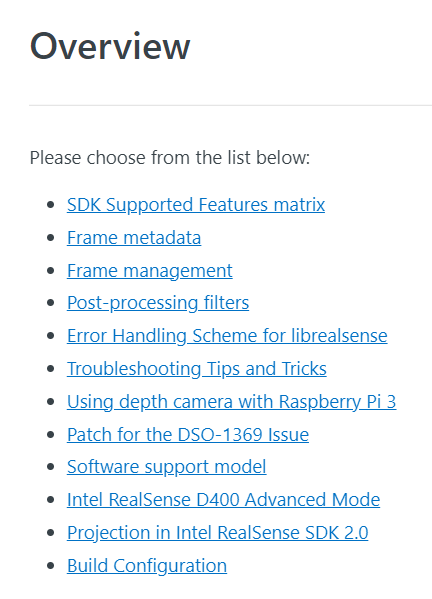 Overview
Please choose from the list below:
SDK Supported Features matrix
Frame metadata
Frame management
Post-processing filters
Error Handling Scheme for librealsense
Troubleshooting Tips and Tricks
Using depth camera with Raspberry Pi 3
Patch for the DSO-1369 Issue
Software support model
Intel RealSense D400 Advanced Mode
Projection in Intel RealSense SDK 2.0
Build Configuration